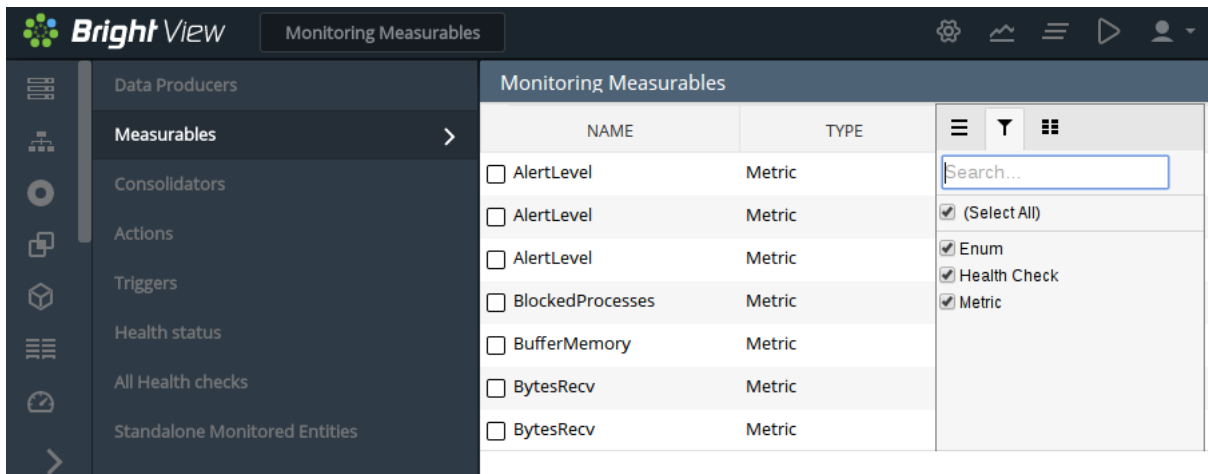 Bright View
Monitoring Measurables
Data Producers
Measurables
Consolidators
Actions
Triggers
Health status
All Health checks
Standalone Monitored Entities
Monitoring Measurables
NAME TYPE
AlertLevel Metric
AlertLevel Metric
AlertLevel Metric
BlockedProcesses Metric
BufferMemory Metric
BytesRecv Metric
BytesRecv Metric
Search...
(Select All)
Enum
Health Check
Metric